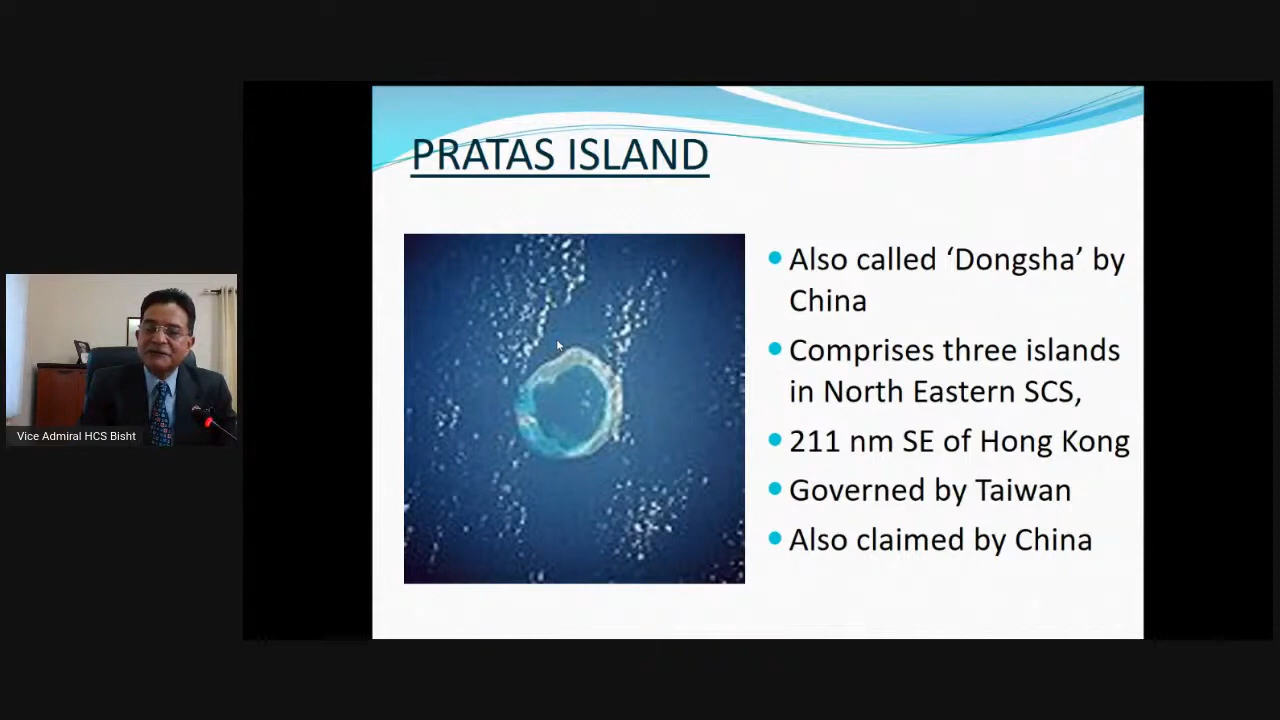 PRATAS ISLAND
Also called ‘Dongsha’ by
China
Comprises three islands
in North Eastern SCS,
211 nm SE of Hong Kong
Governed by Taiwan
Also claimed by China
Vice Admiral HCS Bisht